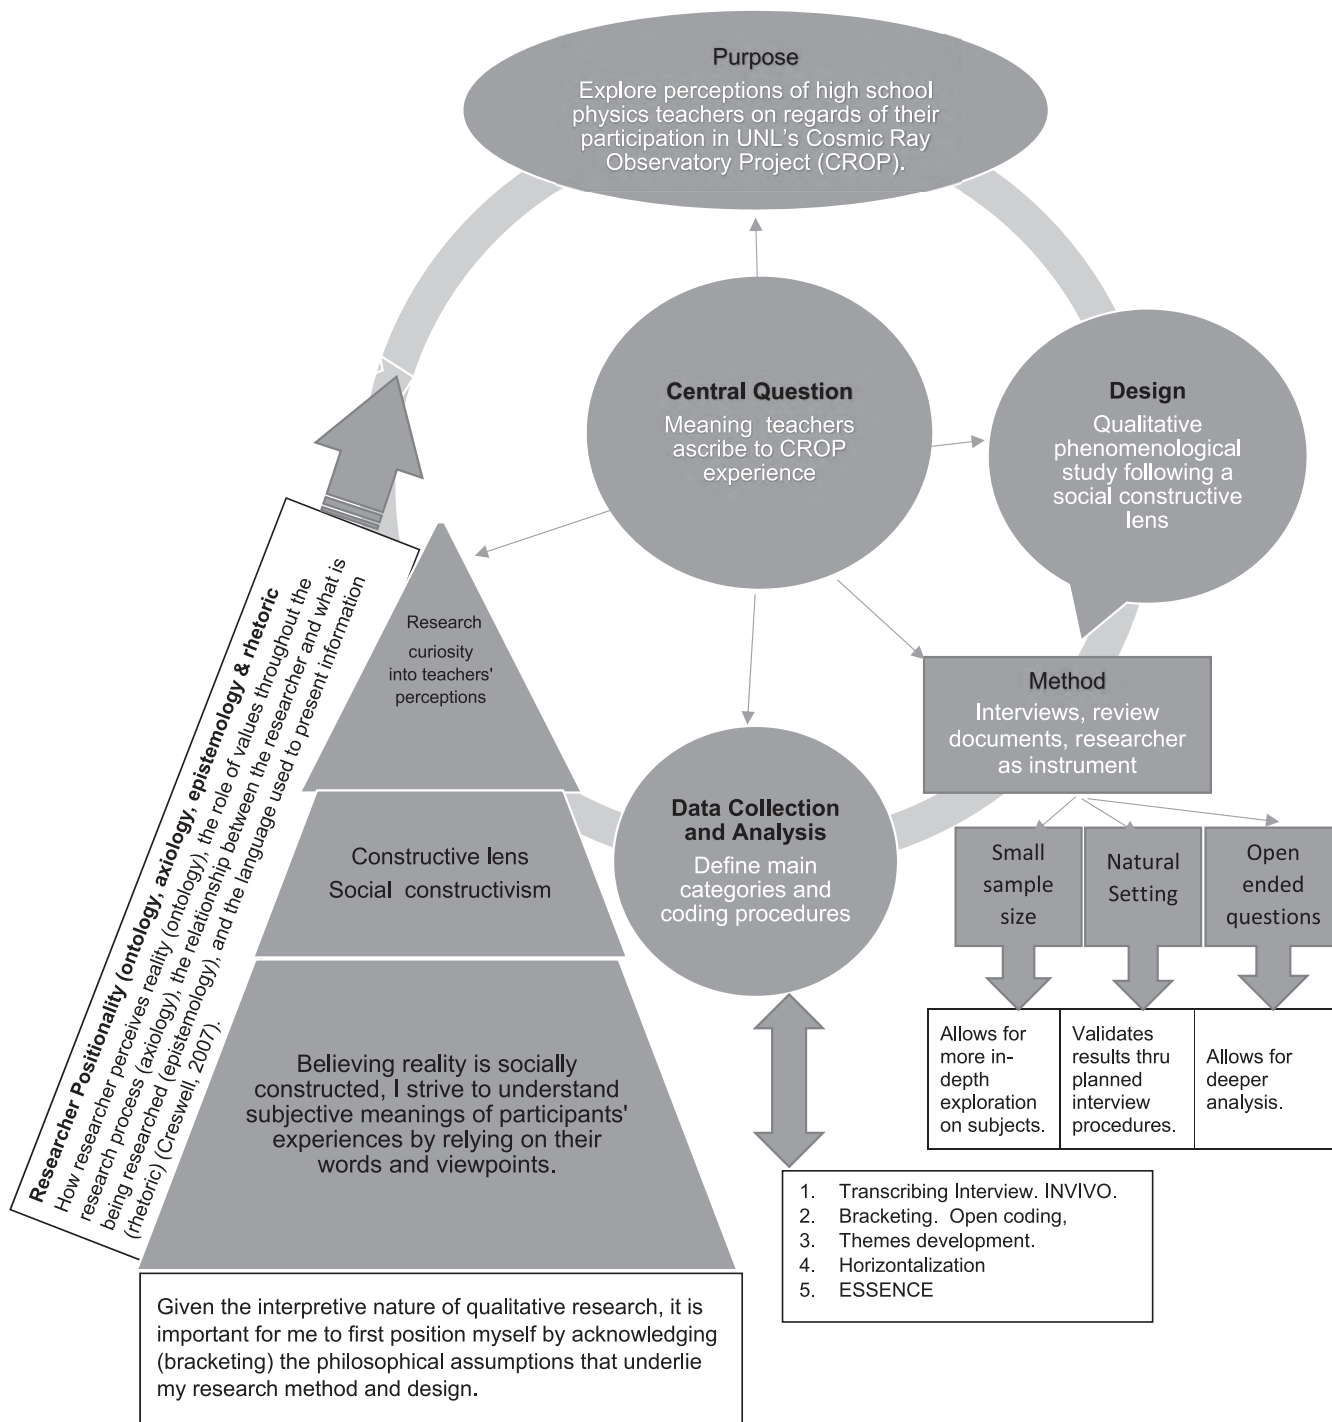 Purpose
Explore perceptions of high school
physics teachers on regards of their
participation in UNL's Cosmic Ray
Observatory Project (CROP).
Central Question
Meaning teachers
ascribe to CROP
experience
Design
Qualitative
phenomenological
study following a
social constructive
lens
Researcher Positionality (ontology, axiology, epistemology & rhetoric
How researcher perceives reality (ontology), the role of values throughout the
research process (axiology), the relationship between the researcher and what is
being researched (epistemology), and the language used to present information
(rhetoric) (Creswell, 2007).
Research
curiosity
into teachers'
perceptions
Constructive lens
Social constructivism
Believing reality is socially
constructed, I strive to understand
subjective meanings of participants'
experiences by relying on their
words and viewpoints.
Given the interpretive nature of qualitative research, it is
important for me to first position myself by acknowledging
(bracketing) the philosophical assumptions that underlie
my research method and design.
Method
Interviews, review
documents, researcher
as instrument
Small
sample
size
Natural
Setting
Open
ended
questions
Allows for
more in-
depth
exploration
on subjects.
Validates
results thru
planned
interview
procedures.
Allows for
deeper
analysis.
Data Collection
and Analysis
Define main
categories and
coding procedures
1. Transcribing Interview. INVIVO.
2. Bracketing. Open coding,
3. Themes development.
4. Horizontalization
5. ESSENCE